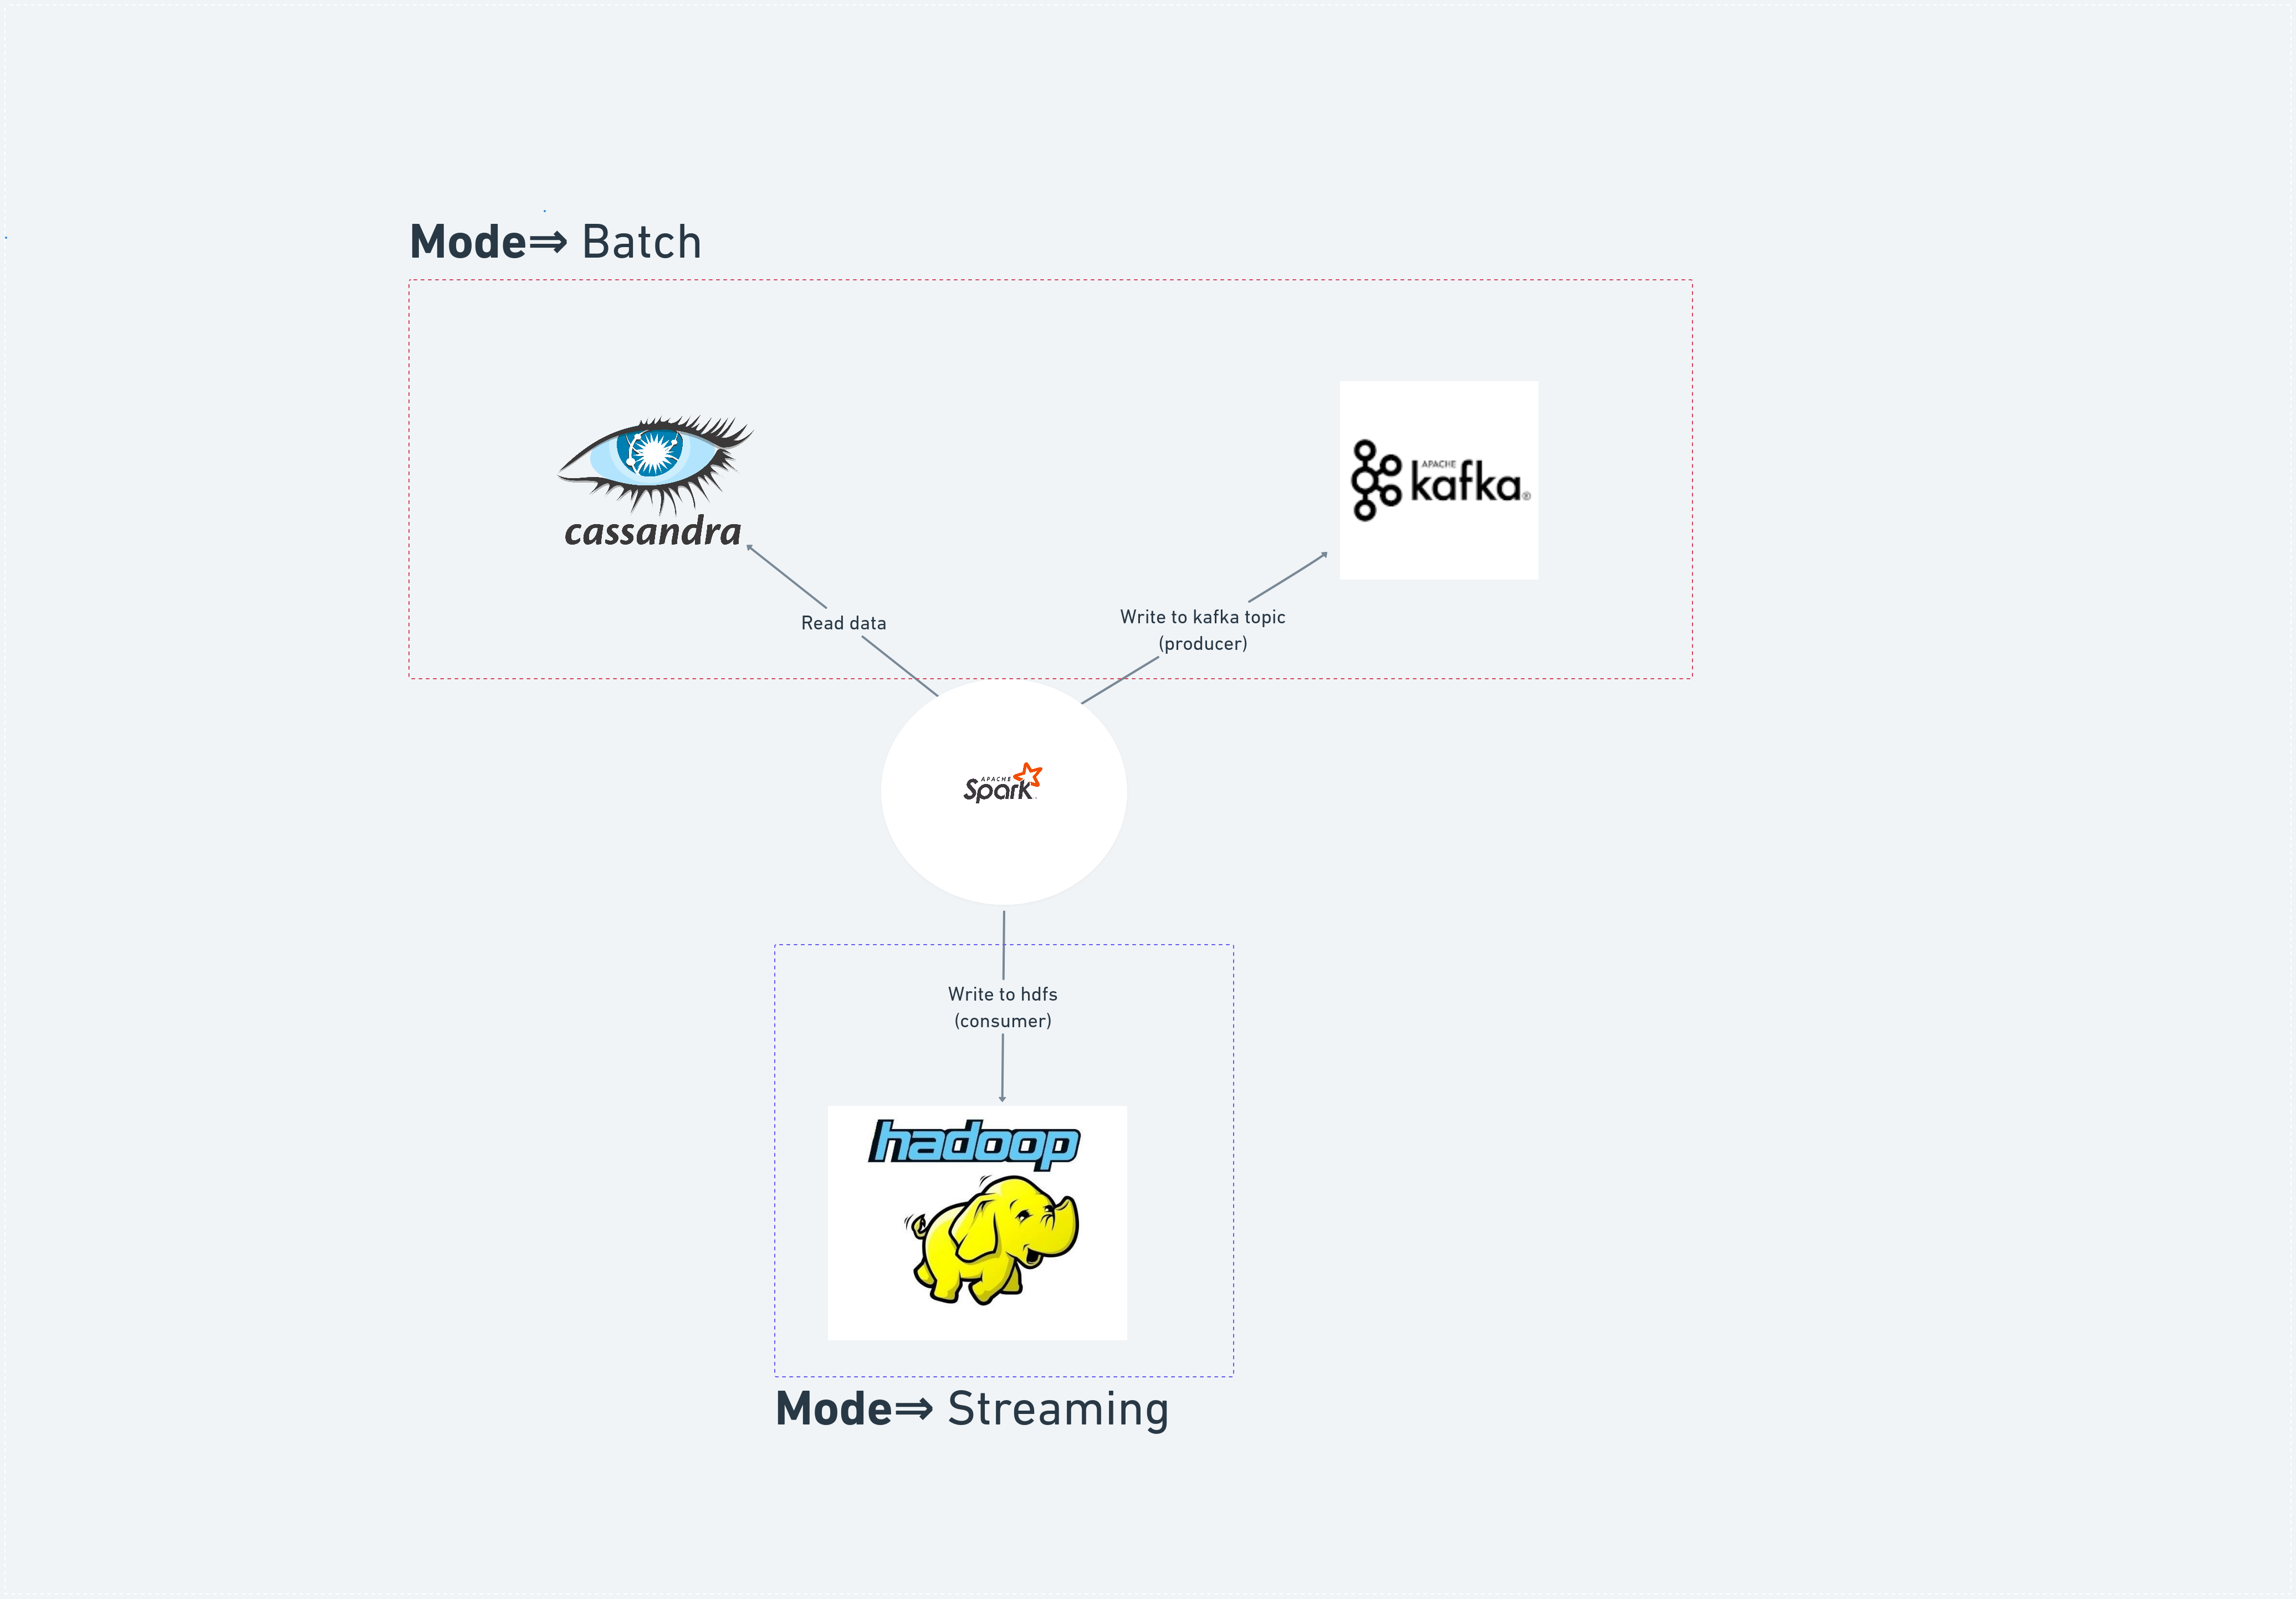 Mode⇒ Batch
cassandra
APACHE
kafka®
Read data
Write to kafka topic
(producer)
APACHE
Spark
Write to hdfs
(consumer)
hadoop
Mode⇒ Streaming